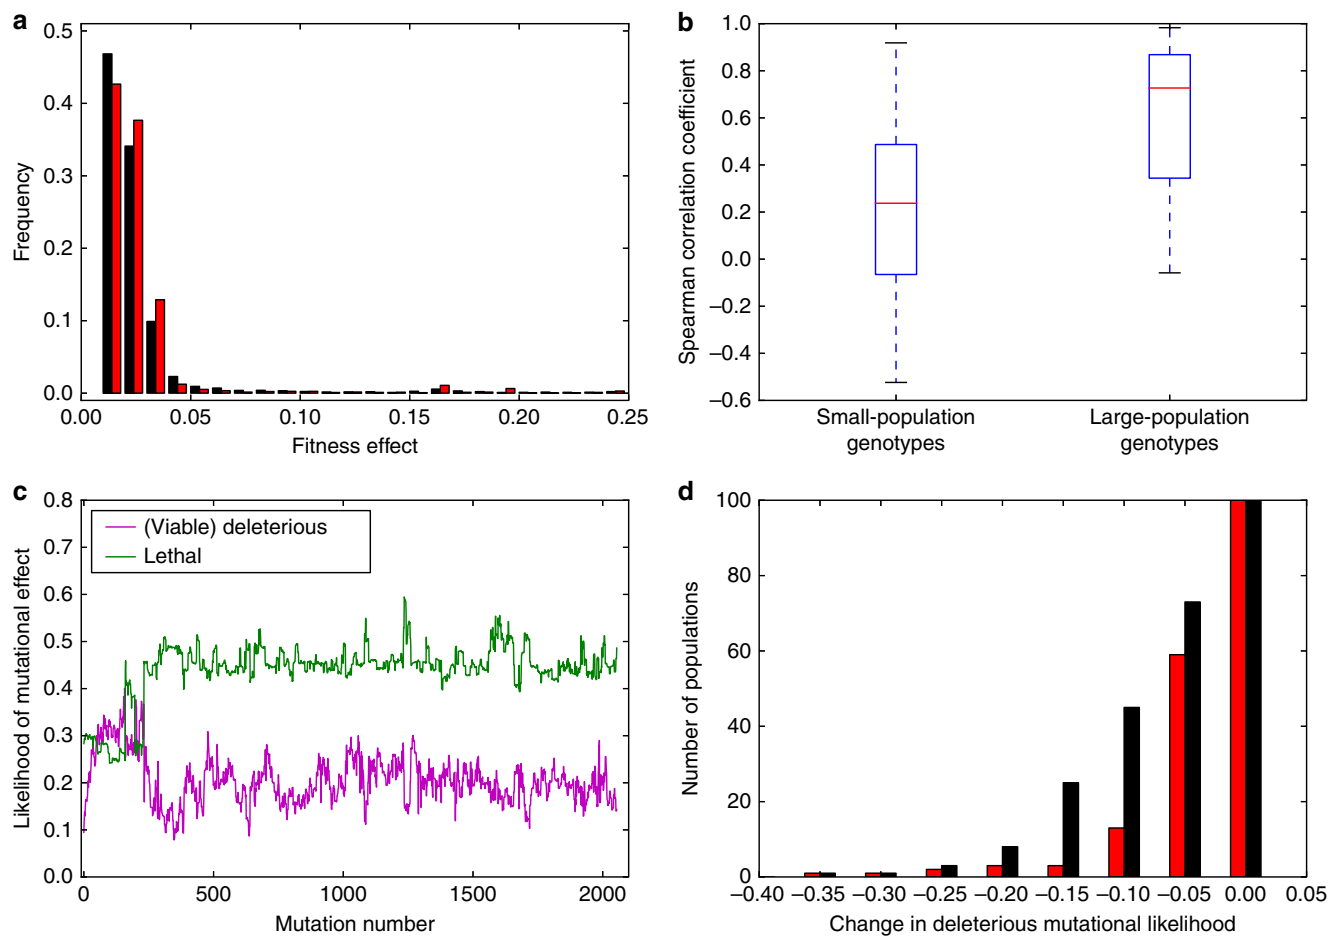 a
0.5
0.4
0.3
0.2
0.1
0.0
Frequency
0.00 0.05 0.10 0.15 0.20 0.25
Fitness effect
b
1.0
0.8
0.6
0.4
0.2
0.0
−0.2
−0.4
−0.6
Spearman correlation coefficient
Small-population genotypes
Large-population genotypes
c
0.8
0.7
0.6
0.5
0.4
0.3
0.2
0.1
0.0
Likelihood of mutational effect
(Viable) deleterious
Lethal
0 500 1000 1500 2000
Mutation number
d
100
80
60
40
20
0
Number of populations
−0.40 −0.35 −0.30 −0.25 −0.20 −0.15 −0.10 −0.05 0.00 0.05
Change in deleterious mutational likelihood